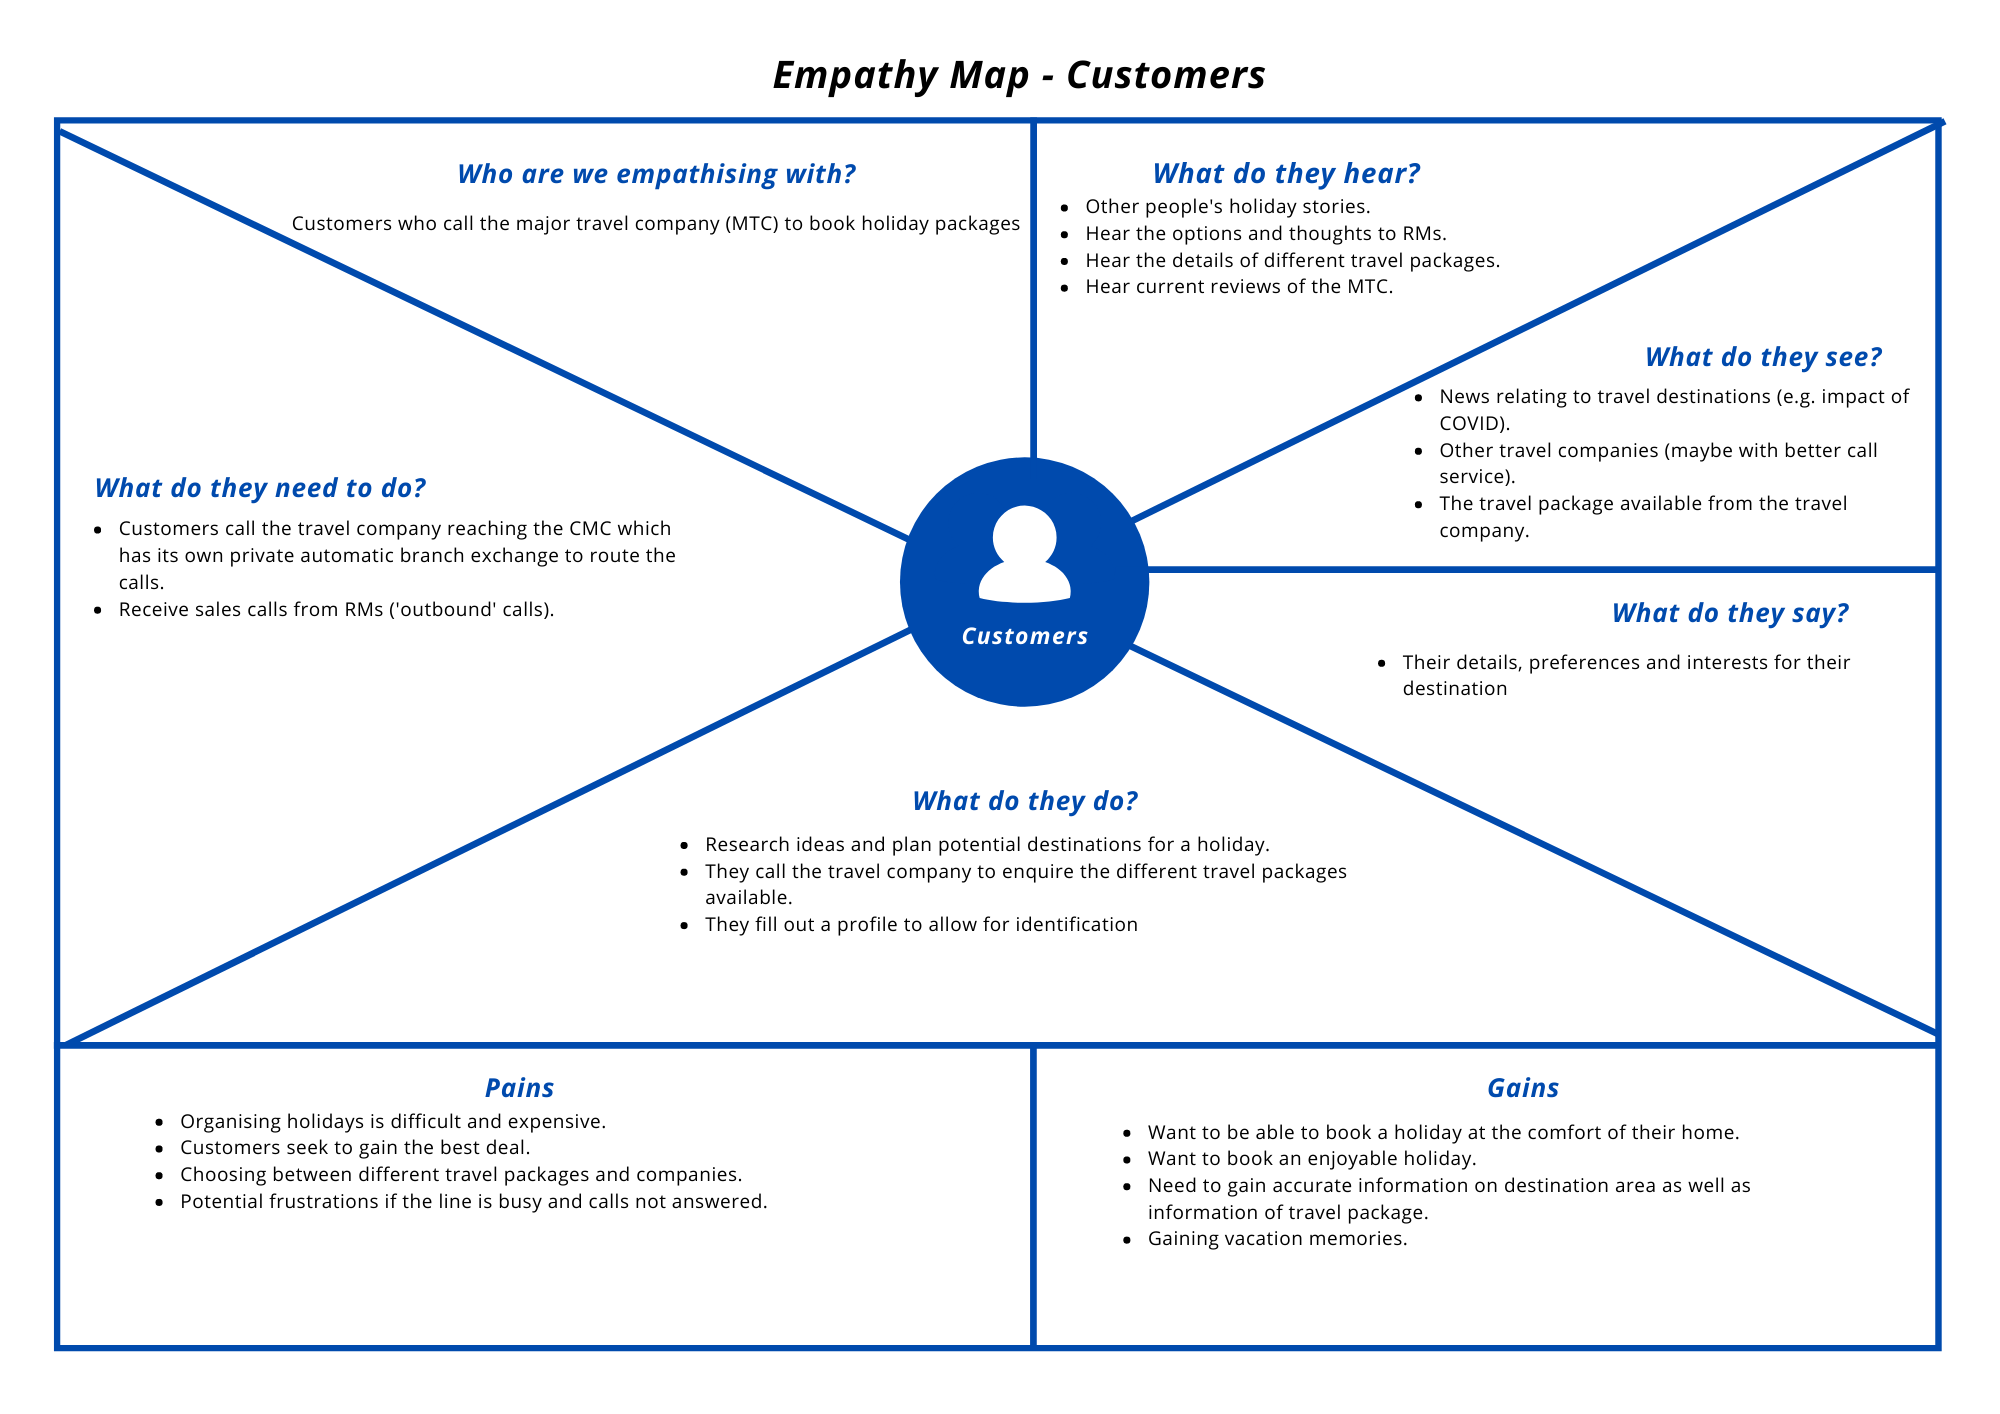 Empathy Map - Customers
Who are we empathising with?
Customers who call the major travel company (MTC) to book holiday packages
What do they hear?
• Other people's holiday stories.
• Hear the options and thoughts to RMs.
• Hear the details of different travel packages.
• Hear current reviews of the MTC.
What do they see?
• News relating to travel destinations (e.g. impact of
COVID).
• Other travel companies (maybe with better call
service).
• The travel package available from the travel
company.
What do they need to do?
• Customers call the travel company reaching the CMC which
has its own private automatic branch exchange to route the
calls.
• Receive sales calls from RMs ('outbound' calls).
Customers
What do they say?
• Their details, preferences and interests for their
destination
What do they do?
• Research ideas and plan potential destinations for a holiday.
• They call the travel company to enquire the different travel packages
available.
• They fill out a profile to allow for identification
Pains
• Organising holidays is difficult and expensive.
• Customers seek to gain the best deal.
• Choosing between different travel packages and companies.
• Potential frustrations if the line is busy and calls not answered.
Gains
• Want to be able to book a holiday at the comfort of their home.
• Want to book an enjoyable holiday.
• Need to gain accurate information on destination area as well as
information of travel package.
• Gaining vacation memories.